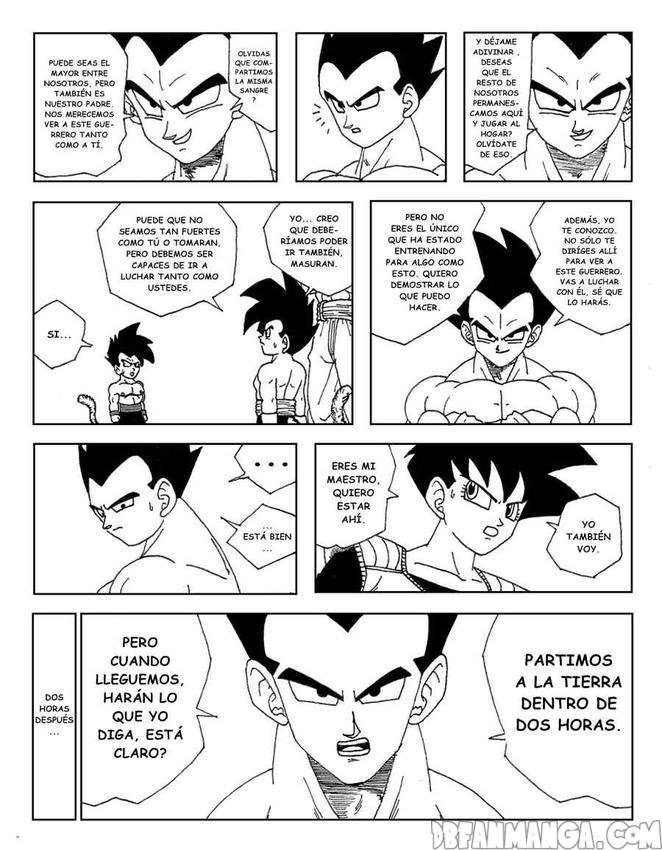 Y DÉJAME
ADIVINAR,
DESEAS
QUE EL
RESTO DE
NOSOTROS
PERMANES-
CAMOS AQUÍ
Y JUGAR AL
HOGAR?
OLVÍDATE
DE ESO.
OLVIDAS
QUE COM-
PARTIMOS
LA MISMA
SANGRE
?
PUEDE SEAS EL
MAYOR ENTRE
NOSOTROS, PERO
TAMBIÉN ES
NUESTRO PADRE.
NOS MERECEMOS
VER A ESTE GUE-
RRERO TANTO
COMO A TÍ.
ADEMÁS, YO
TE CONOZCO.
NO SÓLO TE
DIRÍGES ALLÍ
PARA VER A
ESTE GUERRERO.
VAS A LUCHAR
CON ÉL, SÉ QUE
LO HARÁS.
PERO NO
ERES EL ÚNICO
QUE HA ESTADO
ENTRENANDO
PARA ALGO COMO
ESTO. QUIERO
DEMOSTRAR LO
QUE PUEDO
HACER.
YO... CREO
QUE DEBE-
RÍAMOS PODER
IR TAMBIÉN,
MASURAN.
PUEDE QUE NO
SEAMOS TAN FUERTES
COMO TÚ O TOMARAN,
PERO DEBEMOS SER
CAPACES DE IR A
LUCHAR TANTO COMO
USTEDES.
SI...
YO
TAMBIÉN
VOY.
ERES MI
MAESTRO,
QUIERO
ESTAR
AHÍ.
...
...
ESTÁ BIEN
...
PARTIMOS
A LA TIERRA
DENTRO DE
DOS HORAS.
PERO
CUANDO
LLEGUEMOS,
HARÁN LO
QUE YO
DIGA, ESTÁ
CLARO?
DOS
HORAS
DESPUÉS
...
DBFANMANGA.COM